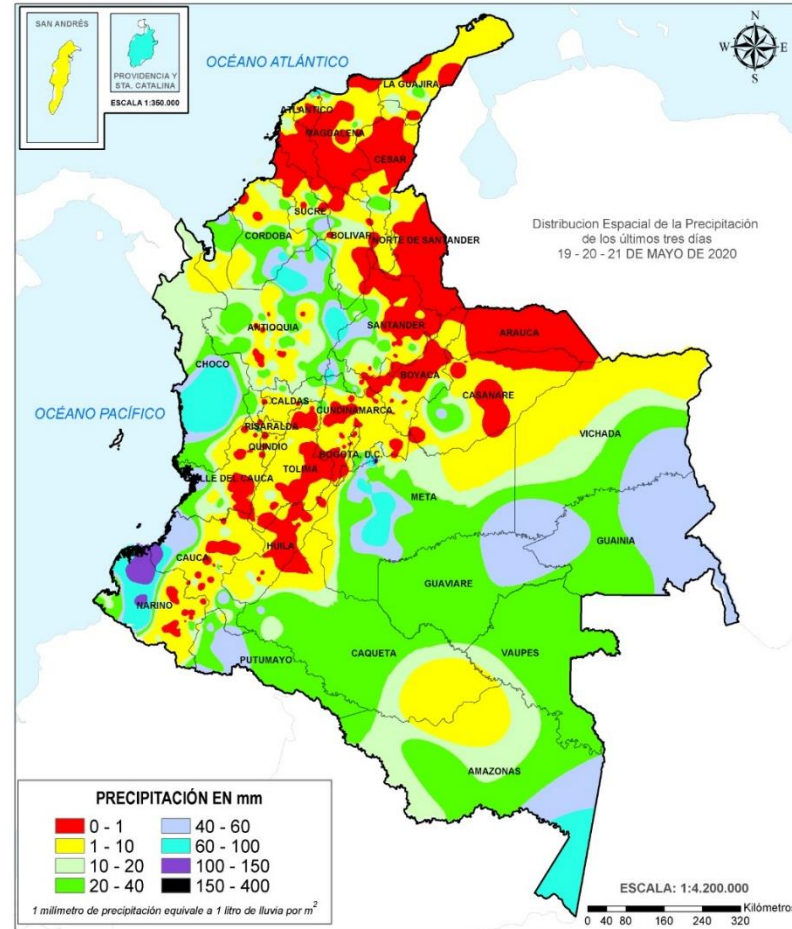 SAN ANDRÉS
PROVIDENCIA Y
STA. CATALINA
ESCALA 1:350.000
OCÉANO ATLÁNTICO
N
W
E
S
LA GUAJIRA
ATLANTICO
MAGDALENA
CESAR
Distribucion Espacial de la Precipitación
de los últimos tres días
19 - 20 - 21 DE MAYO DE 2020
SUCRE
CORDOBA
BOLIVAR
NORTE DE SANTANDER
ANTIOQUIA
SANTANDER
ARAUCA
CHOCO
BOYACA
CASANARE
OCÉANO PACÍFICO
CALDAS
CUNDINAMARCA
RISARALDA
VICHADA
QUINDIO
BOGOTA, D.C.
TOLIMA
VALLE DEL CAUCA
META
GUAINIA
CAUCA
HUILA
GUAVIARE
NARIÑO
PUTUMAYO
CAQUETA
VAUPES
AMAZONAS
PRECIPITACIÓN EN mm
0 - 1
40 - 60
1 - 10
60 - 100
10 - 20
100 - 150
20 - 40
150 - 400
1 milímetro de precipitación equivale a 1 litro de lluvia por m²
ESCALA: 1:4.200.000
Kilómetros
0 40 80 160 240 320